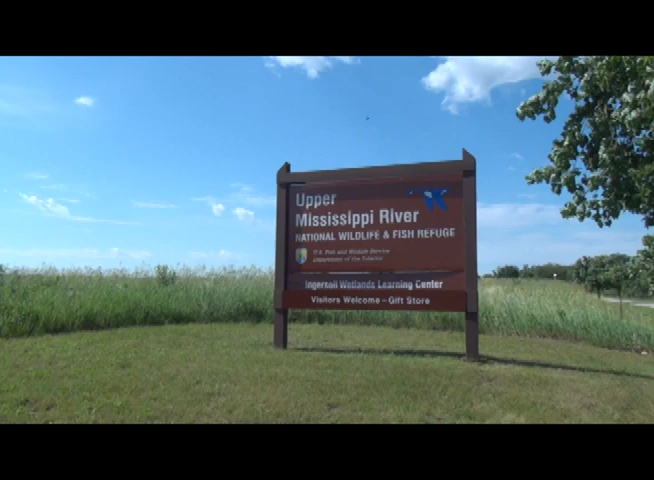 Upper
Mississippi River
NATIONAL WILDLIFE & FISH REFUGE
U.S. Fish and Wildlife Service
Department of the Interior
Ingersoll Wetlands Learning Center
Visitors Welcome - Gift Store